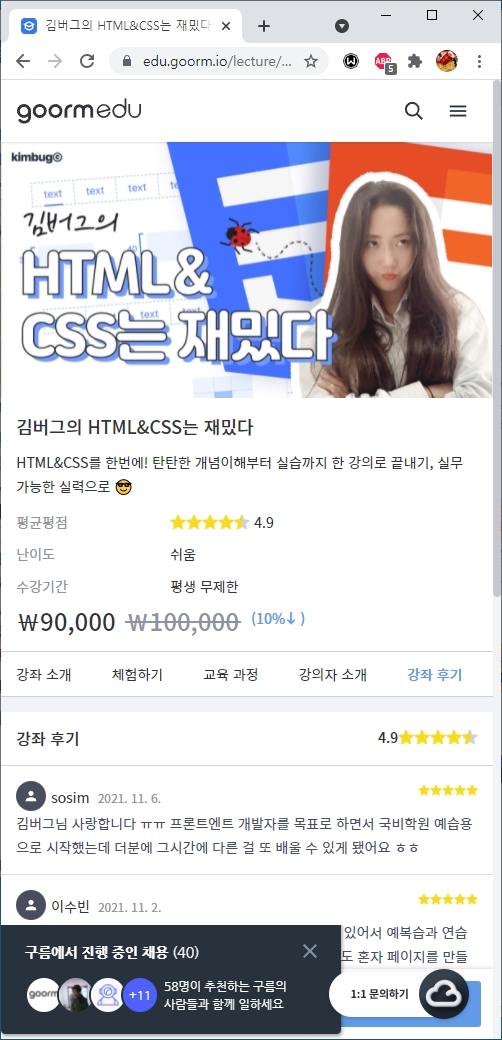 김버그의 HTML&CSS는 재밌다
edu.goorm.io/lecture/...
ABP
5
goormedu
kimbug©
text
text
text
김버그의
40
HTML&
text
CSS는 재밌다
김버그의 HTML&CSS는 재밌다
HTML&CSS를 한번에! 탄탄한 개념이해부터 실습까지 한 강의로 끝내기, 실무
가능한 실력으로 😎
평균평점 4.9
난이도 쉬움
수강기간 평생 무제한
₩90,000 ₩100,000 (10%↓)
강좌 소개 체험하기 교육 과정 강의자 소개 강좌 후기
강좌 후기 4.9
sosim 2021. 11. 6.
김버그님 사랑합니다 ㅠㅠ 프론트엔트 개발자를 목표로 하면서 국비학원 예습용
으로 시작했는데 더분에 그시간에 다른 걸 또 배울 수 있게 됐어요 ㅎㅎ
이수빈 2021. 11. 2.
있어서 예복습과 연습
도 혼자 페이지를 만들
구름에서 진행 중인 채용 (40)
goorm
+11
58명이 추천하는 구름의
사람들과 함께 일하세요
1:1 문의하기